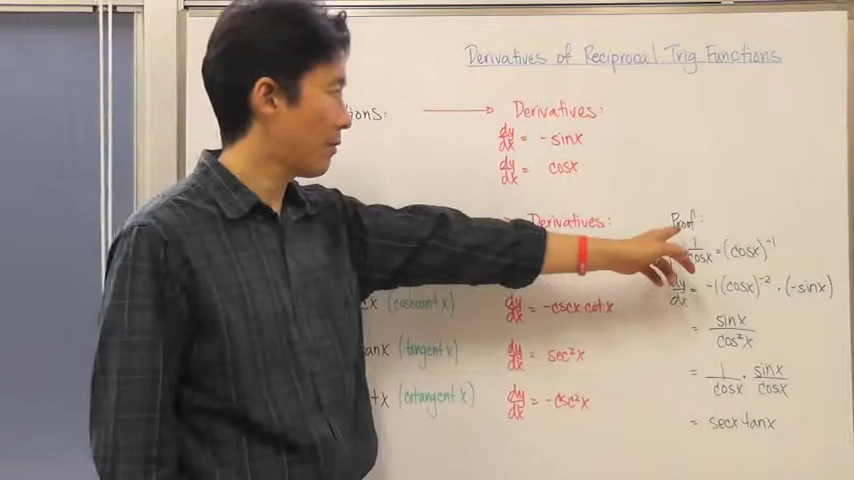 Derivatives of Reciprocal Trig Functions
ions: → Derivatives:
dy/dx = -sinx
dy/dx = cosx
Derivatives:
Proof:
1/cosx = (cosx)⁻¹
dy/dx = -1(cosx)⁻² · (-sinx)
x (cosecant x) dy/dx = -cscx cotx
= sinx/cos²x
anx (tangent x) dy/dx = sec²x
= 1/cosx · sinx/cosx
tx (cotangent x) dy/dx = -csc²x
= secx·tanx